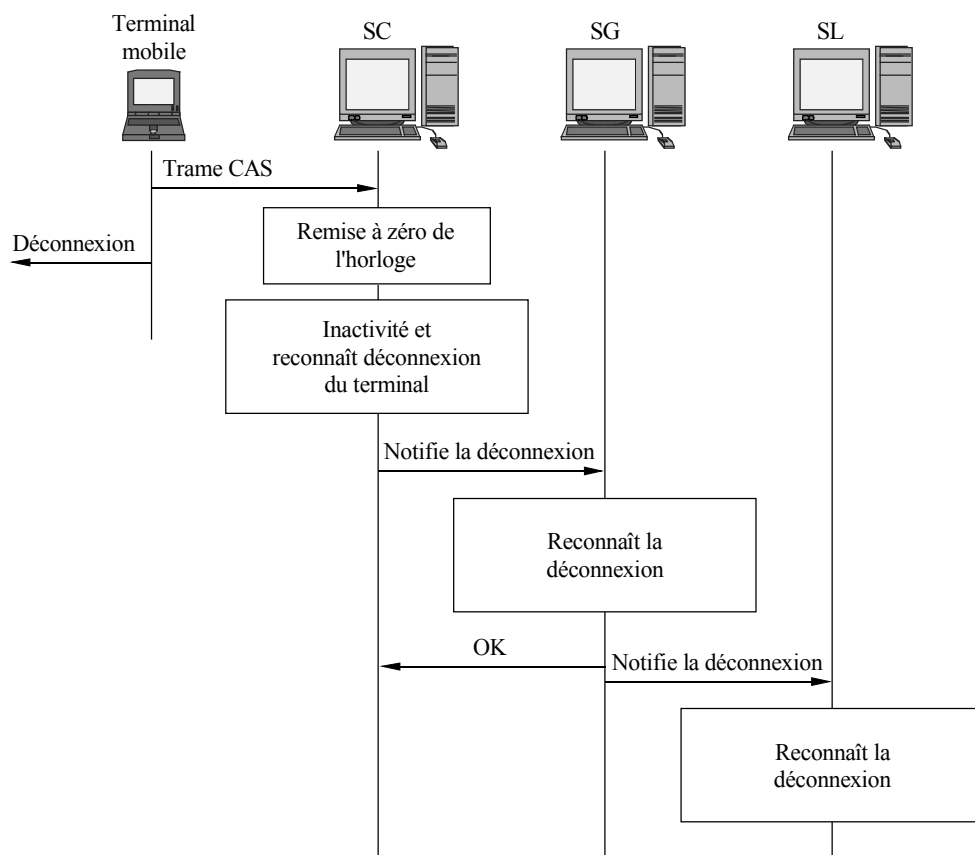 Terminal
mobile
SC
SG
SL
Trame CAS
Déconnexion
Remise à zéro de
l'horloge
Inactivité et
reconnaît déconnexion
du terminal
Notifie la déconnexion
Reconnaît la
déconnexion
OK
Notifie la déconnexion
Reconnaît la
déconnexion